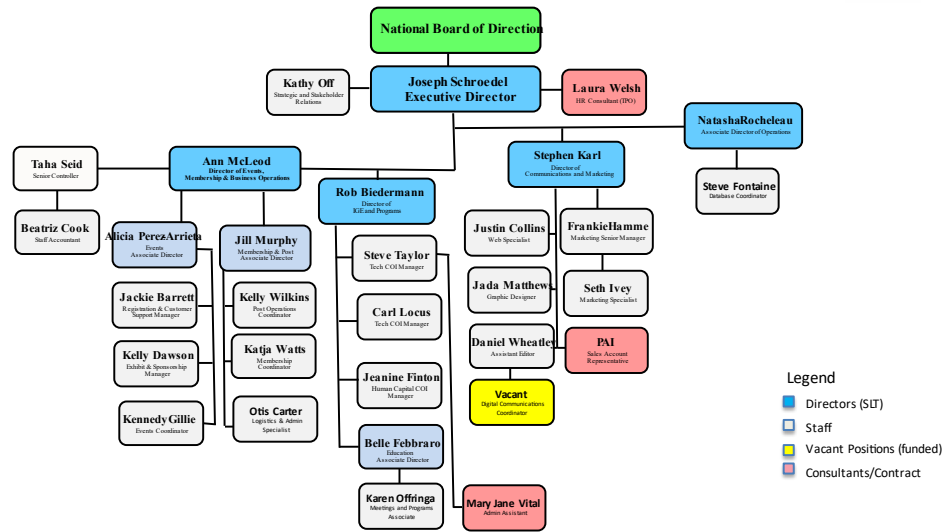 National Board of Direction
Kathy Off
Strategic and Stakeholder
Relations
Joseph Schroedel
Executive Director
Laura Welsh
HR Consultant (TPO)
NatashaRocheleau
Associate Director of Operations
Taha Seid
Senior Controller
Ann McLeod
Director of Events,
Membership & Business Operations
Stephen Karl
Director of
Communications and Marketing
Rob Biedermann
Director of
IGEand Programs
Steve Fontaine
Database Coordinator
Beatriz Cook
Staff Accountant
Alicia PerezArrieta
Events
Associate Director
Jill Murphy
Membership & Post
Associate Director
Justin Collins
Web Specialist
FrankieHamme
Marketing Senior Manager
Steve Taylor
Tech COI Manager
Jackie Barrett
Registration & Customer
Support Manager
Kelly Wilkins
Post Operations
Coordinator
Jada Matthews
Graphic Designer
Seth Ivey
Marketing Specialist
Carl Locus
Tech COI Manager
Kelly Dawson
Exhibit & Sponsorship
Manager
Katja Watts
Membership
Coordinator
Daniel Wheatley
Assistant Editor
PAI
Sales Account
Representative
Jeanine Finton
Human Capital COI
Manager
Vacant
Digital Communications
Coordinator
KennedyGillie
Events Coordinator
Otis Carter
Logistics & Admin
Specialist
Belle Febbraro
Education
Associate Director
Karen Offringa
Meetings and Programs
Associate
Mary Jane Vital
Admin Assistant
Legend
Directors (SLT)
Staff
Vacant Positions (funded)
Consultants/Contract